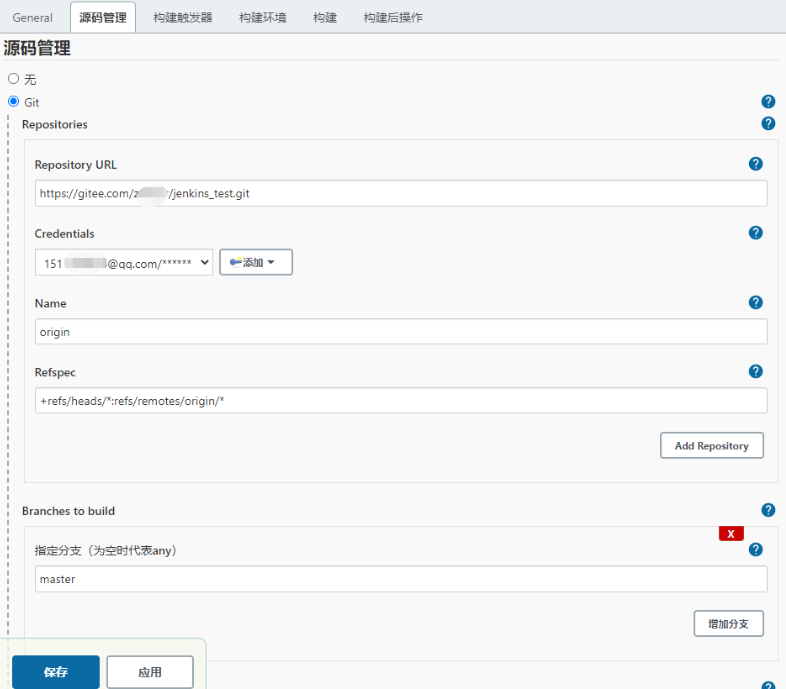 General 源码管理 构建触发器 构建环境 构建 构建后操作
源码管理
无
Git
Repositories
Repository URL
https://gitee.com/z r/jenkins_test.git
Credentials
151 @qq.com/****** 添加
Name
origin
Refspec
+refs/heads/*:refs/remotes/origin/*
Add Repository
Branches to build
X
指定分支（为空时代表any）
master
增加分支
保存 应用